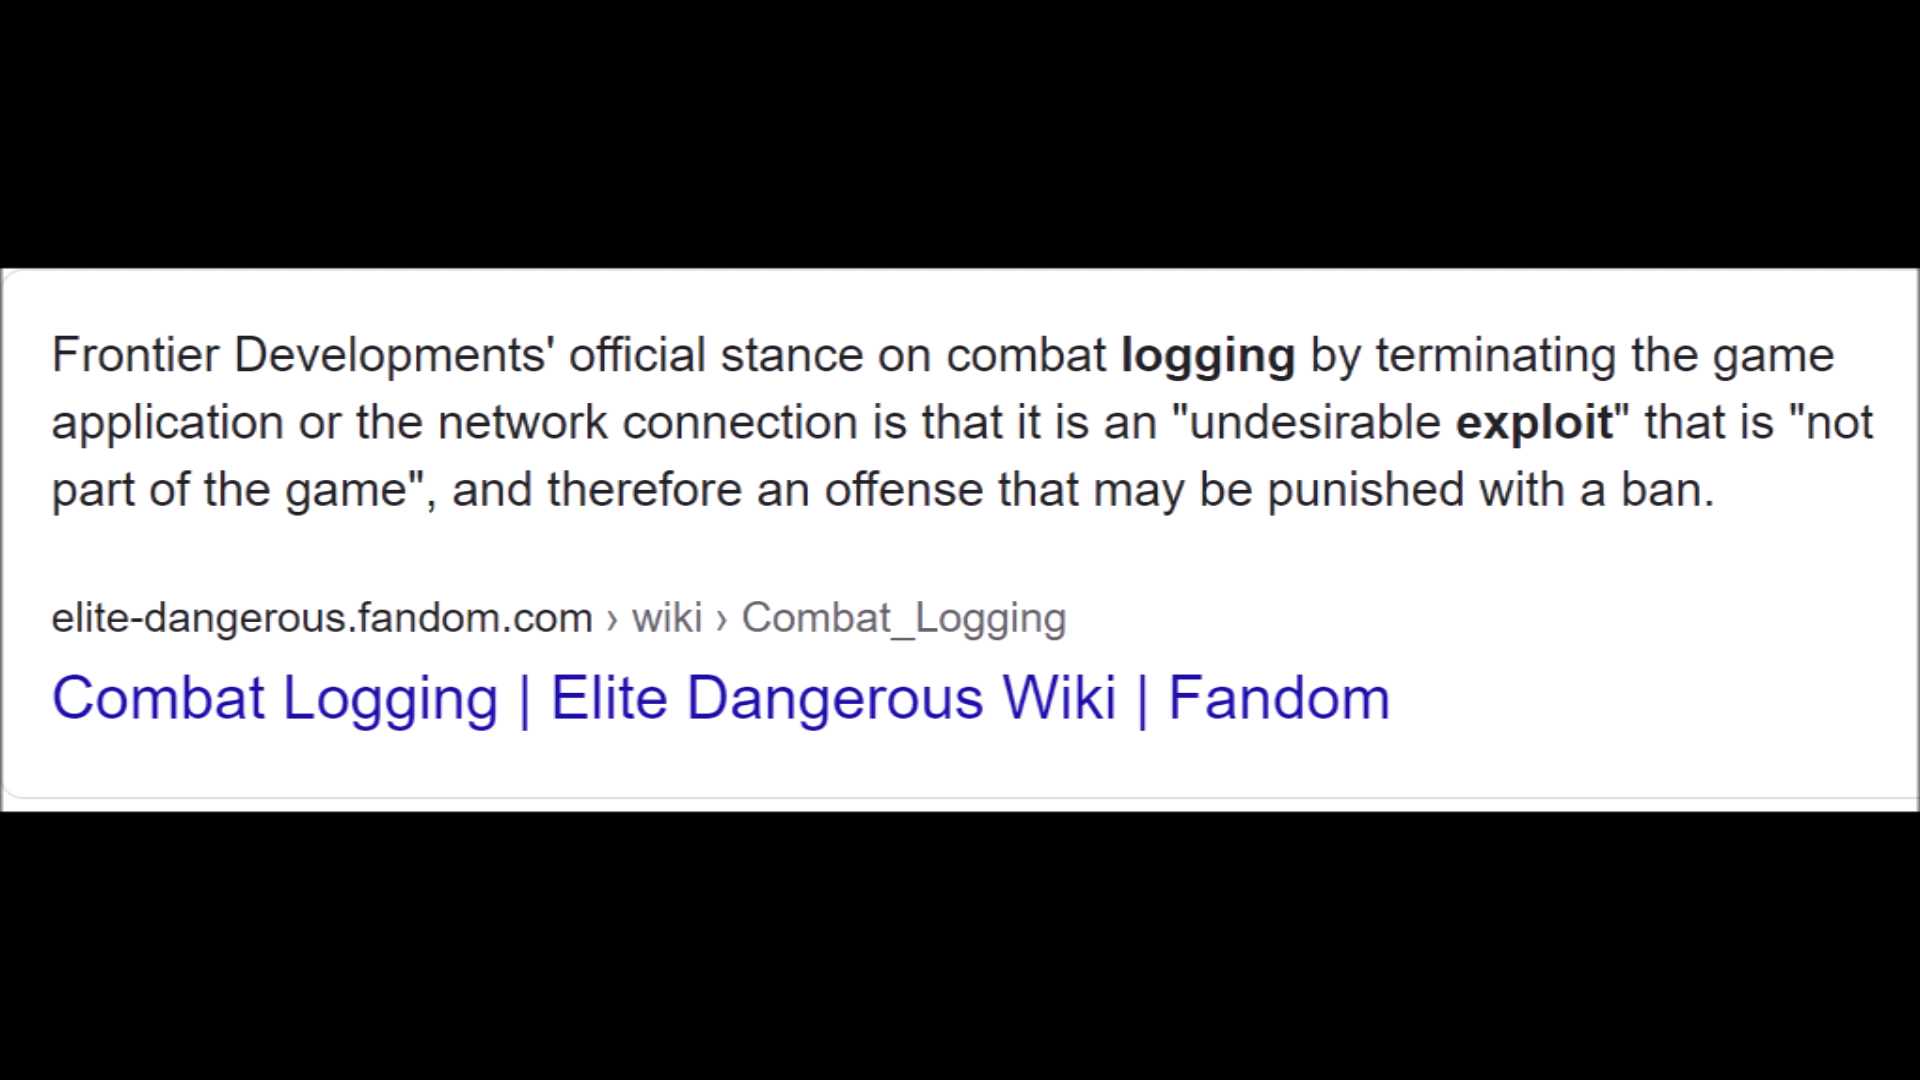 Frontier Developments' official stance on combat logging by terminating the game
application or the network connection is that it is an "undesirable exploit" that is "not
part of the game", and therefore an offense that may be punished with a ban.
elite-dangerous.fandom.com › wiki › Combat_Logging
Combat Logging | Elite Dangerous Wiki | Fandom